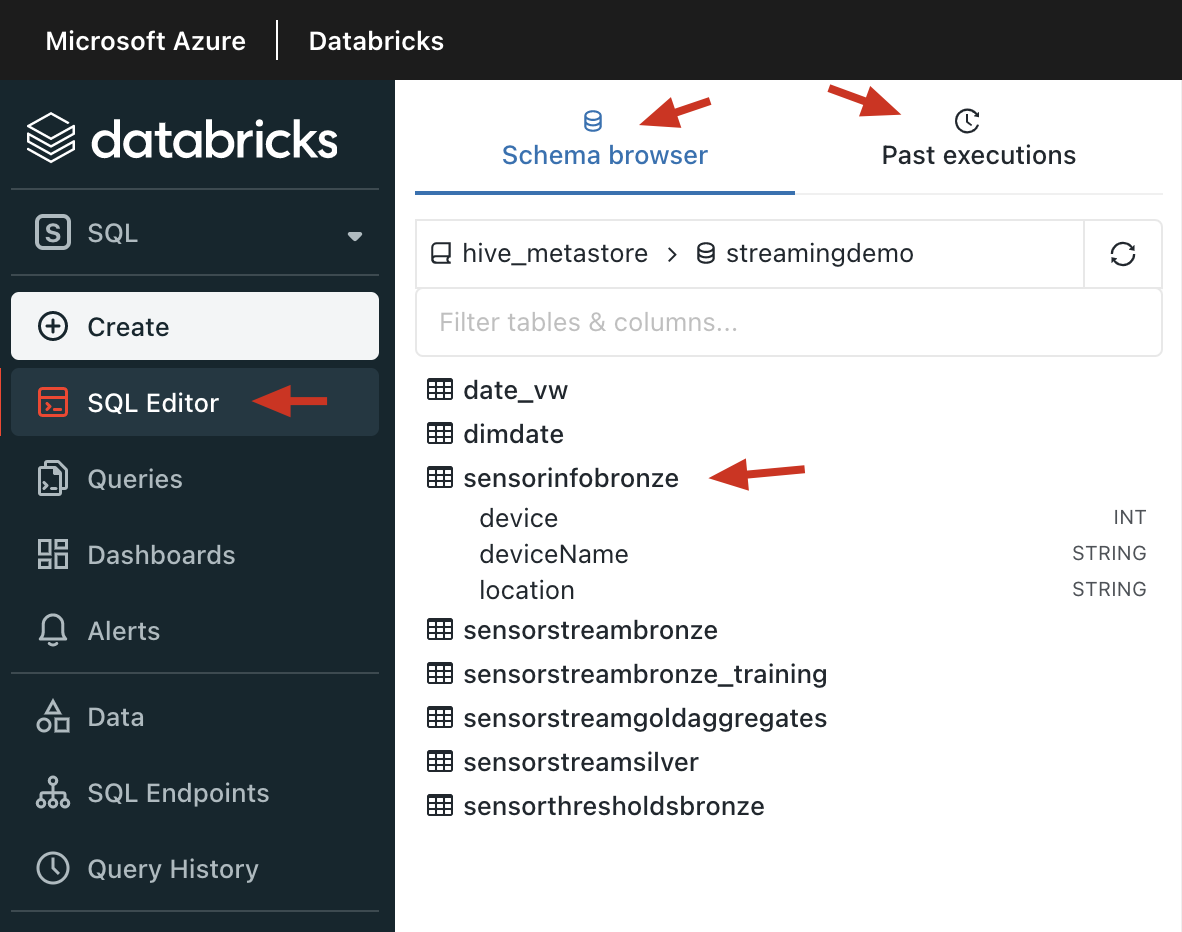 Microsoft Azure | Databricks
databricks
S SQL
Create
SQL Editor
Queries
Dashboards
Alerts
Data
SQL Endpoints
Query History
Schema browser
Past executions
hive_metastore > streamingdemo
Filter tables & columns...
date_vw
dimdate
sensorinfobronze
device INT
deviceName STRING
location STRING
sensorstreambronze
sensorstreambronze_training
sensorstreamgoldaggregates
sensorstreamsilver
sensorthresholdsbronze